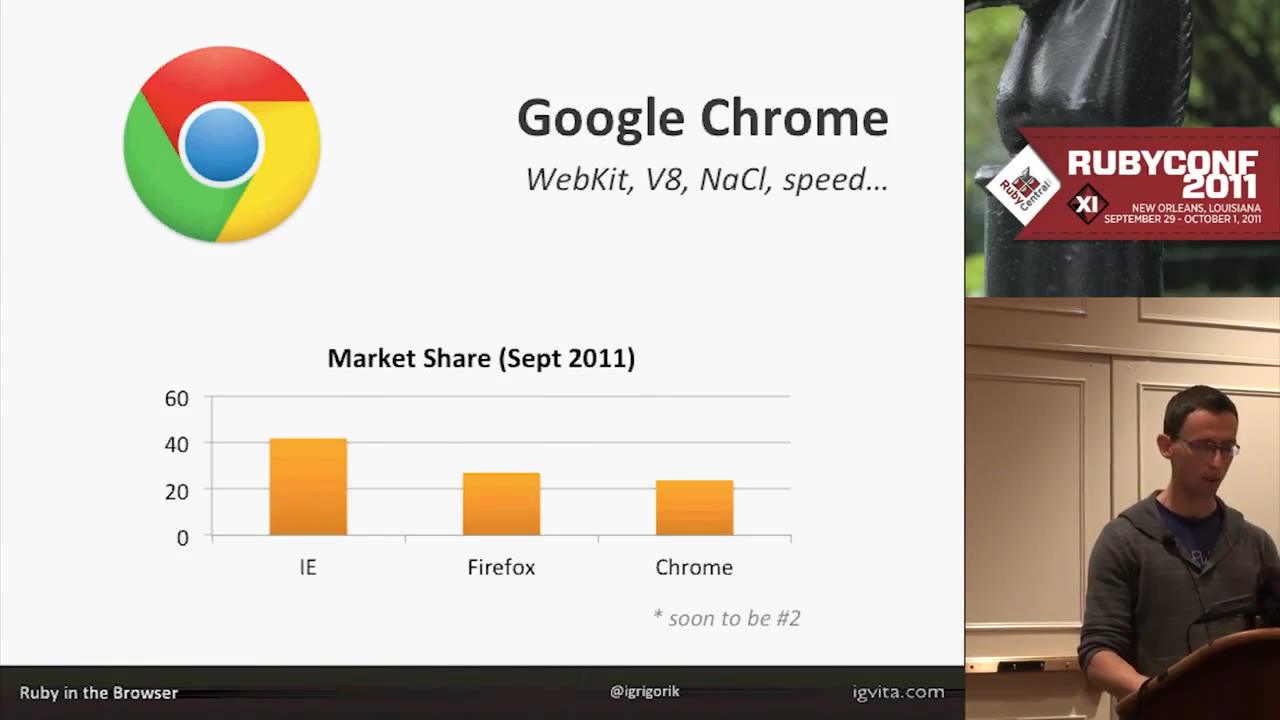 Google Chrome
WebKit, V8, NaCl, speed...
Market Share (Sept 2011)
60
40
20
0
IE
Firefox
Chrome
* soon to be #2
Ruby in the Browser
@igrigorik
igvita.com
RUBYCONF
2011
RubyCentral
XI
NEW ORLEANS, LOUISIANA
SEPTEMBER 29 - OCTOBER 1, 2011